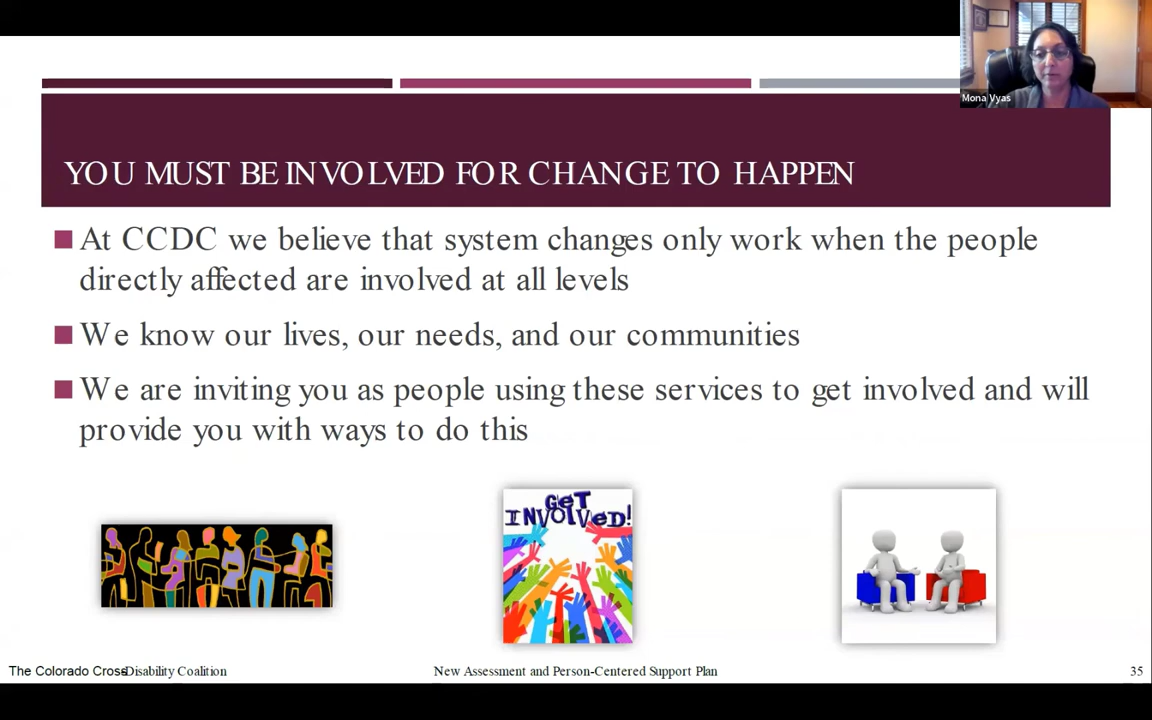 Mona Vyas
YOU MUST BE INVOLVED FOR CHANGE TO HAPPEN
At CCDC we believe that system changes only work when the people
directly affected are involved at all levels
We know our lives, our needs, and our communities
We are inviting you as people using these services to get involved and will
provide you with ways to do this
GET
INVOLVED!
The Colorado Cross-Disability Coalition
New Assessment and Person-Centered Support Plan
35